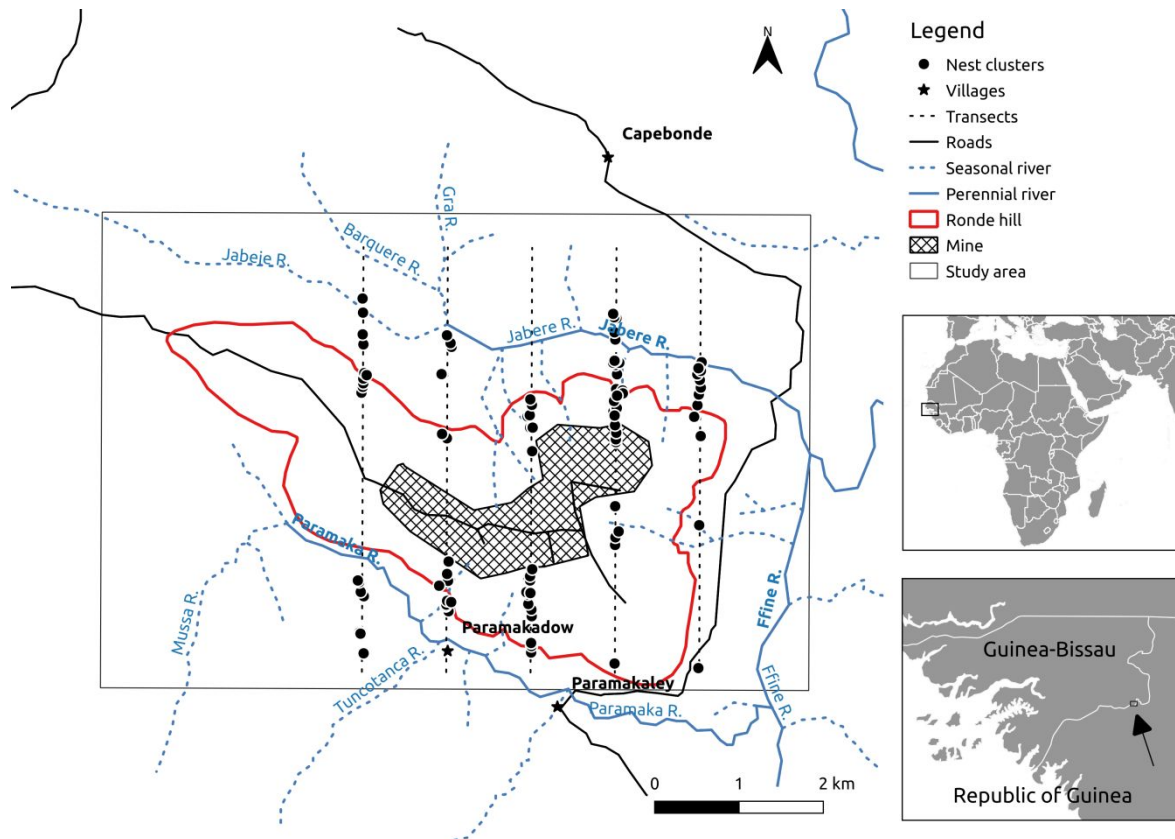 N
Legend
Nest clusters
Villages
Transects
Roads
Seasonal river
Perennial river
Ronde hill
Mine
Study area
Capebonde
Gra R.
Barquere R.
Jabeje R.
Jabere R.
Jabere R.
Paramaka R.
Mussa R.
Paramakadow
Tuncotanca R.
Paramakaley
Paramaka R.
Ffine R.
Ffine R.
0 1 2 km
Guinea-Bissau
Republic of Guinea